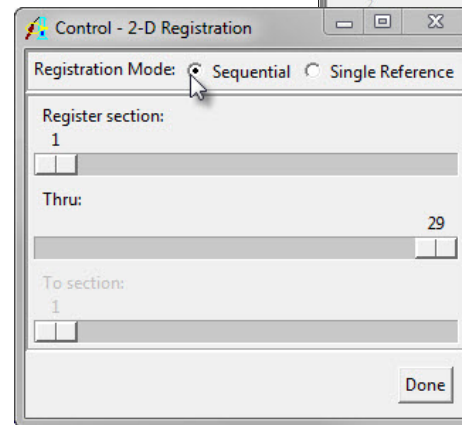 Control - 2-D Registration
Registration Mode: Sequential Single Reference
Register section:
1
Thru:
29
To section:
1
Done